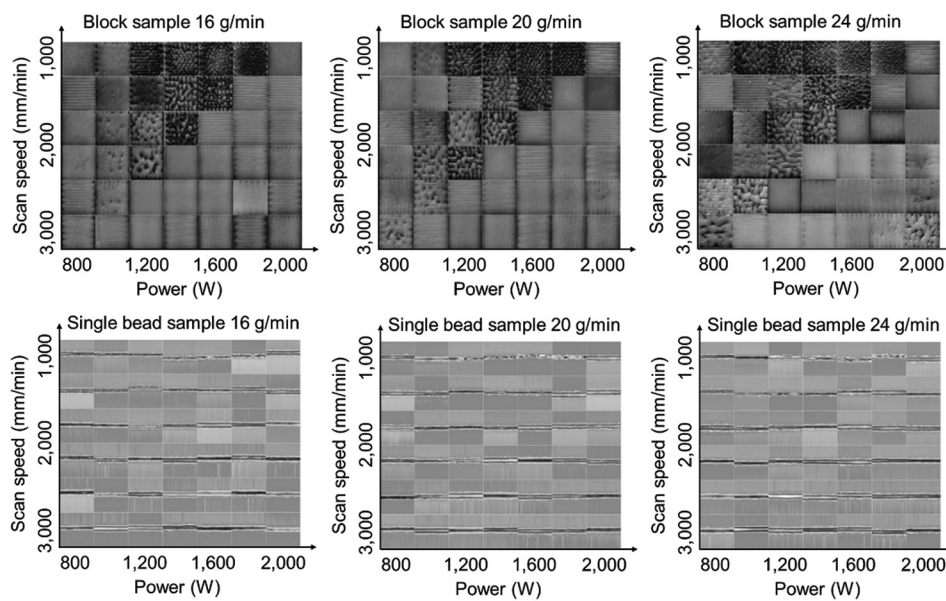 Block sample 16 g/min
Block sample 20 g/min
Block sample 24 g/min
Scan speed (mm/min)
1,000
2,000
3,000
Scan speed (mm/min)
1,000
2,000
3,000
Scan speed (mm/min)
1,000
2,000
3,000
800 1,200 1,600 2,000
800 1,200 1,600 2,000
800 1,200 1,600 2,000
Power (W)
Power (W)
Power (W)
Single bead sample 16 g/min
Single bead sample 20 g/min
Single bead sample 24 g/min
Scan speed (mm/min)
1,000
2,000
3,000
Scan speed (mm/min)
1,000
2,000
3,000
Scan speed (mm/min)
1,000
2,000
3,000
800 1,200 1,600 2,000
800 1,200 1,600 2,000
800 1,200 1,600 2,000
Power (W)
Power (W)
Power (W)